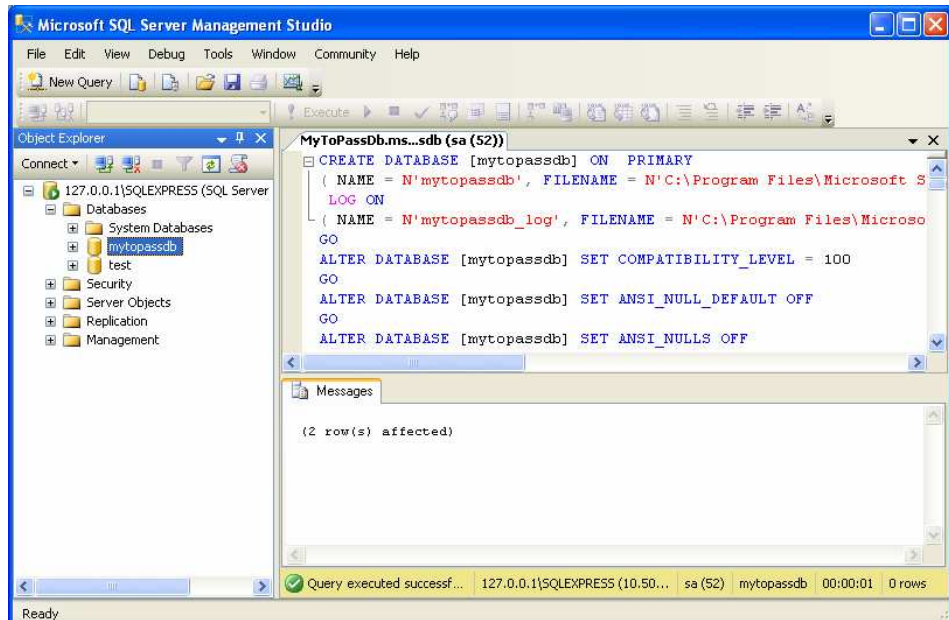 Microsoft SQL Server Management Studio
File Edit View Debug Tools Window Community Help
New Query
Execute
Object Explorer
Connect
127.0.0.1\SQLEXPRESS (SQL Server
Databases
System Databases
mytopassdb
test
Security
Server Objects
Replication
Management
MyToPassDb.ms...sdb (sa (52))
CREATE DATABASE [mytopassdb] ON PRIMARY
( NAME = N'mytopassdb', FILENAME = N'C:\Program Files\Microsoft S
LOG ON
( NAME = N'mytopassdb_log', FILENAME = N'C:\Program Files\Microso
GO
ALTER DATABASE [mytopassdb] SET COMPATIBILITY_LEVEL = 100
GO
ALTER DATABASE [mytopassdb] SET ANSI_NULL_DEFAULT OFF
GO
ALTER DATABASE [mytopassdb] SET ANSI_NULLS OFF
Messages
(2 row(s) affected)
Query executed successf... 127.0.0.1\SQLEXPRESS (10.50... sa (52) mytopassdb 00:00:01 0 rows
Ready